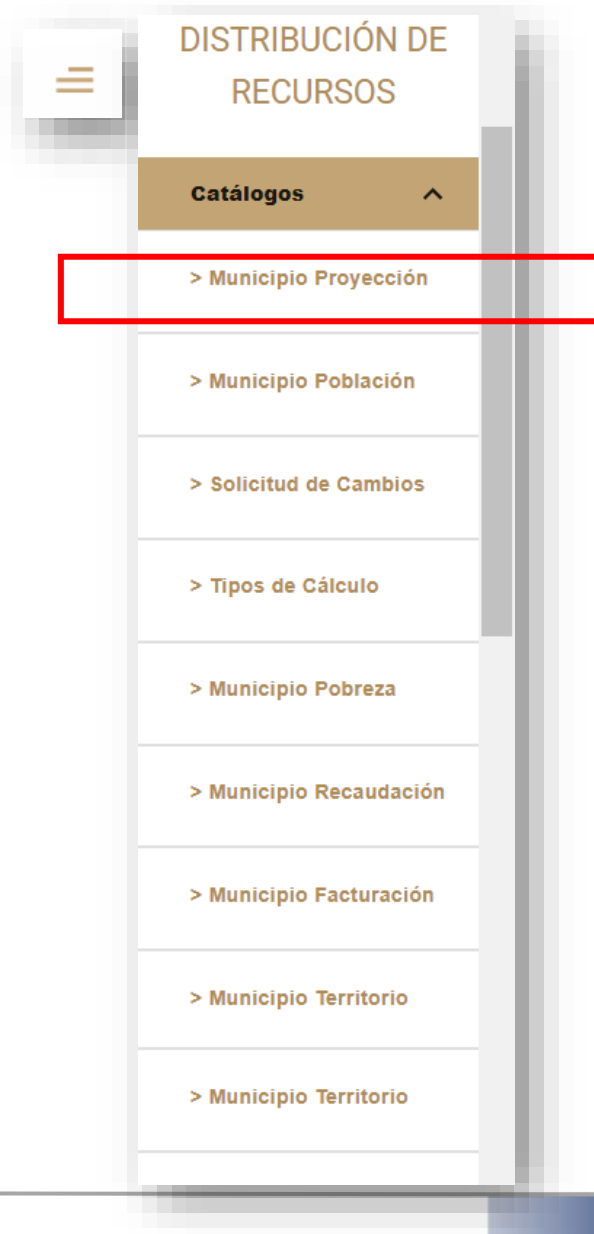 DISTRIBUCIÓN DE
RECURSOS
Catálogos
> Municipio Proyección
> Municipio Población
> Solicitud de Cambios
> Tipos de Cálculo
> Municipio Pobreza
> Municipio Recaudación
> Municipio Facturación
> Municipio Territorio
> Municipio Territorio